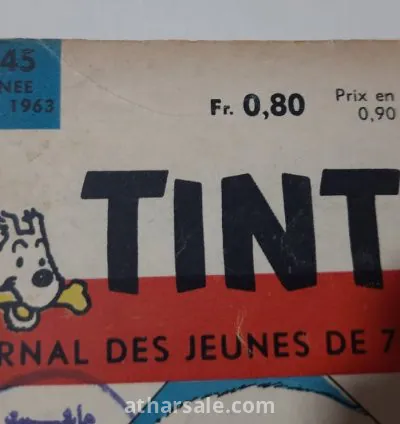 45
NEE
1963
Fr. 0,80
Prix en
0,90
TINT
RNAL DES JEUNES DE 7
atharsale.com